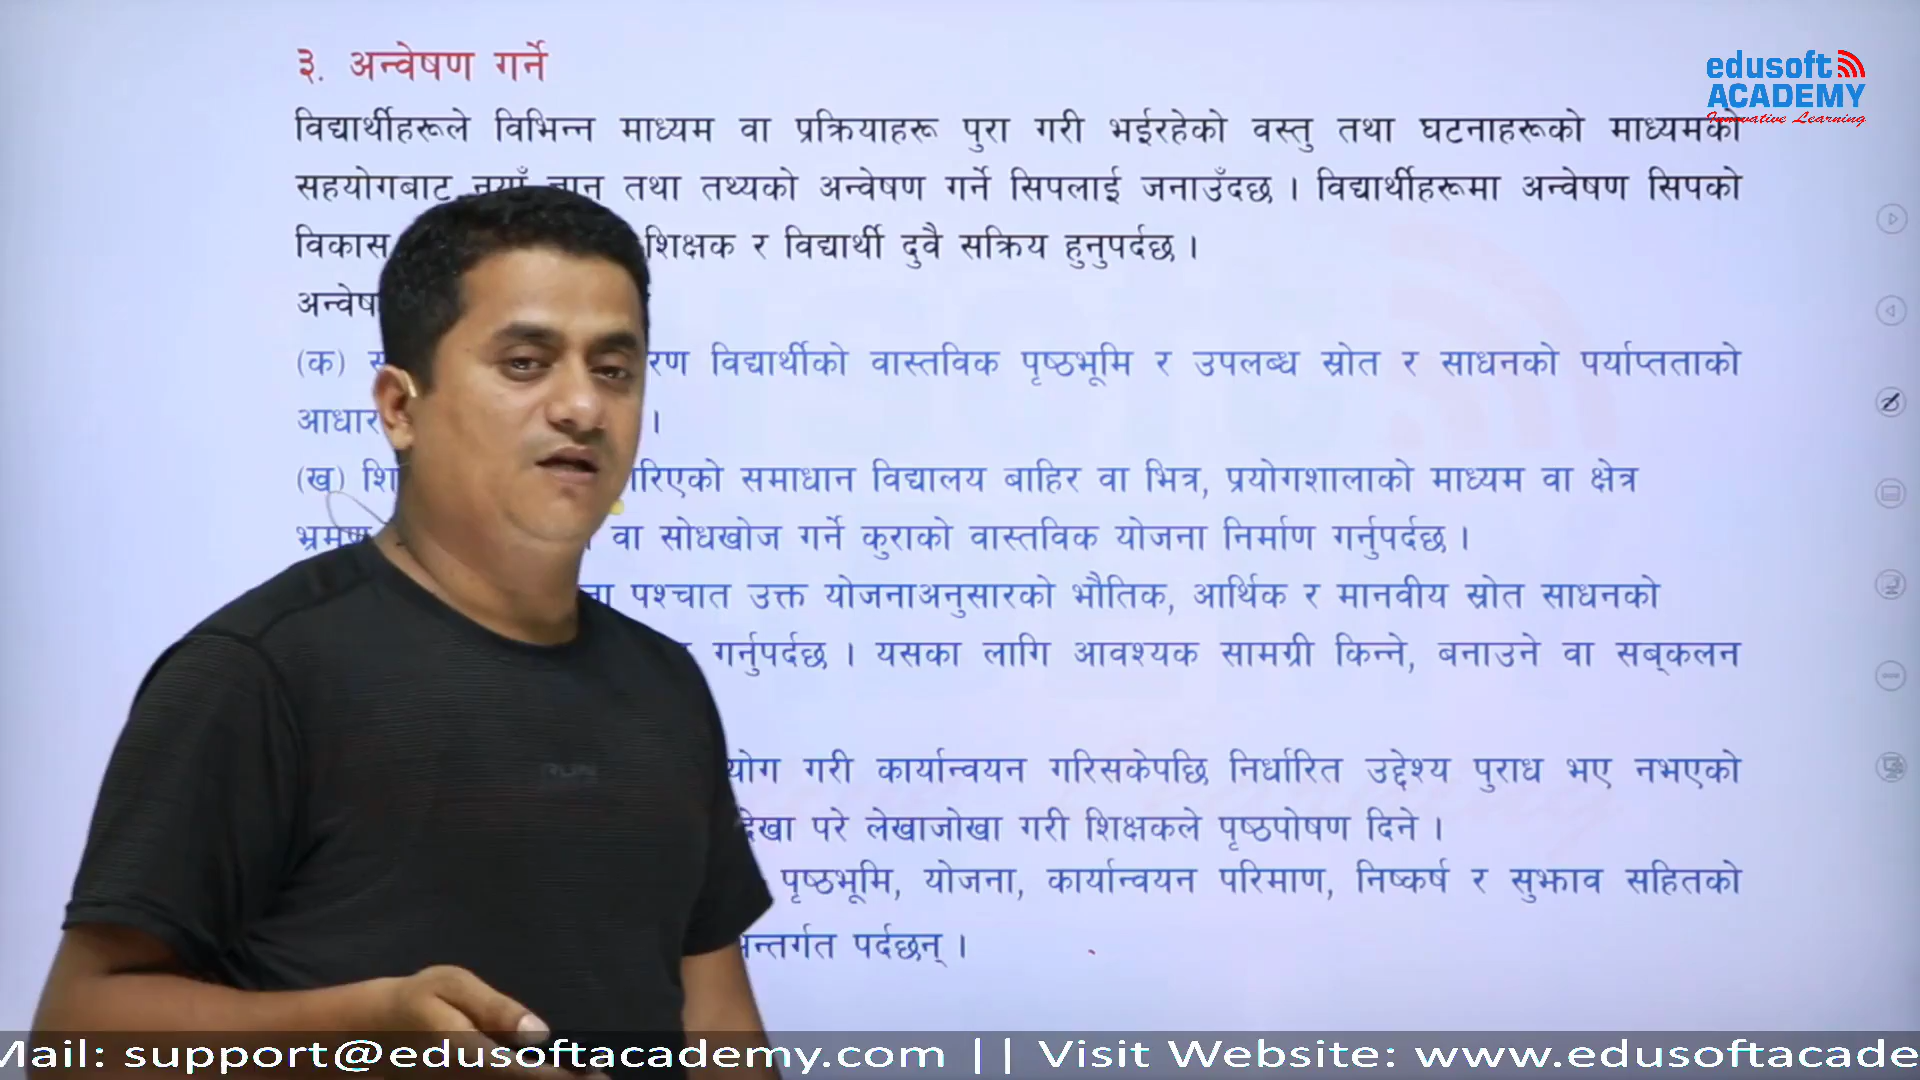 ३. अन्वेषण गर्ने
edusoft
ACADEMY
Innovative Learning
विद्यार्थीहरूले विभिन्न माध्यम वा प्रक्रियाहरू पुरा गरी भईरहेको वस्तु तथा घटनाहरूको माध्यमको
सहयोगबाट नयाँ ज्ञान तथा तथ्यको अन्वेषण गर्ने सिपलाई जनाउँदछ । विद्यार्थीहरूमा अन्वेषण सिपको
विकास शिक्षक र विद्यार्थी दुवै सक्रिय हुनुपर्दछ ।
(क) विद्यार्थीको वास्तविक पृष्ठभूमि र उपलब्ध स्रोत र साधनको पर्याप्तताको
आधार ।
(ख) समाधान विद्यालय बाहिर वा भित्र, प्रयोगशालाको माध्यम वा क्षेत्र
भ्रमण वा सोधखोज गर्ने कुराको वास्तविक योजना निर्माण गर्नुपर्दछ ।
पश्चात उक्त योजनाअनुसारको भौतिक, आर्थिक र मानवीय स्रोत साधनको
गर्नुपर्दछ । यसका लागि आवश्यक सामग्री किन्ने, बनाउने वा सब्कलन
गरी कार्यान्वयन गरिसकेपछि निर्धारित उद्देश्य पुराध भए नभएको
परे लेखाजोखा गरी शिक्षकले पृष्ठपोषण दिने ।
पृष्ठभूमि, योजना, कार्यान्वयन परिमाण, निष्कर्ष र सुझाव सहितको
पर्दछन् ।
Mail: support@edusoftacademy.com || Visit Website: www.edusoftacade